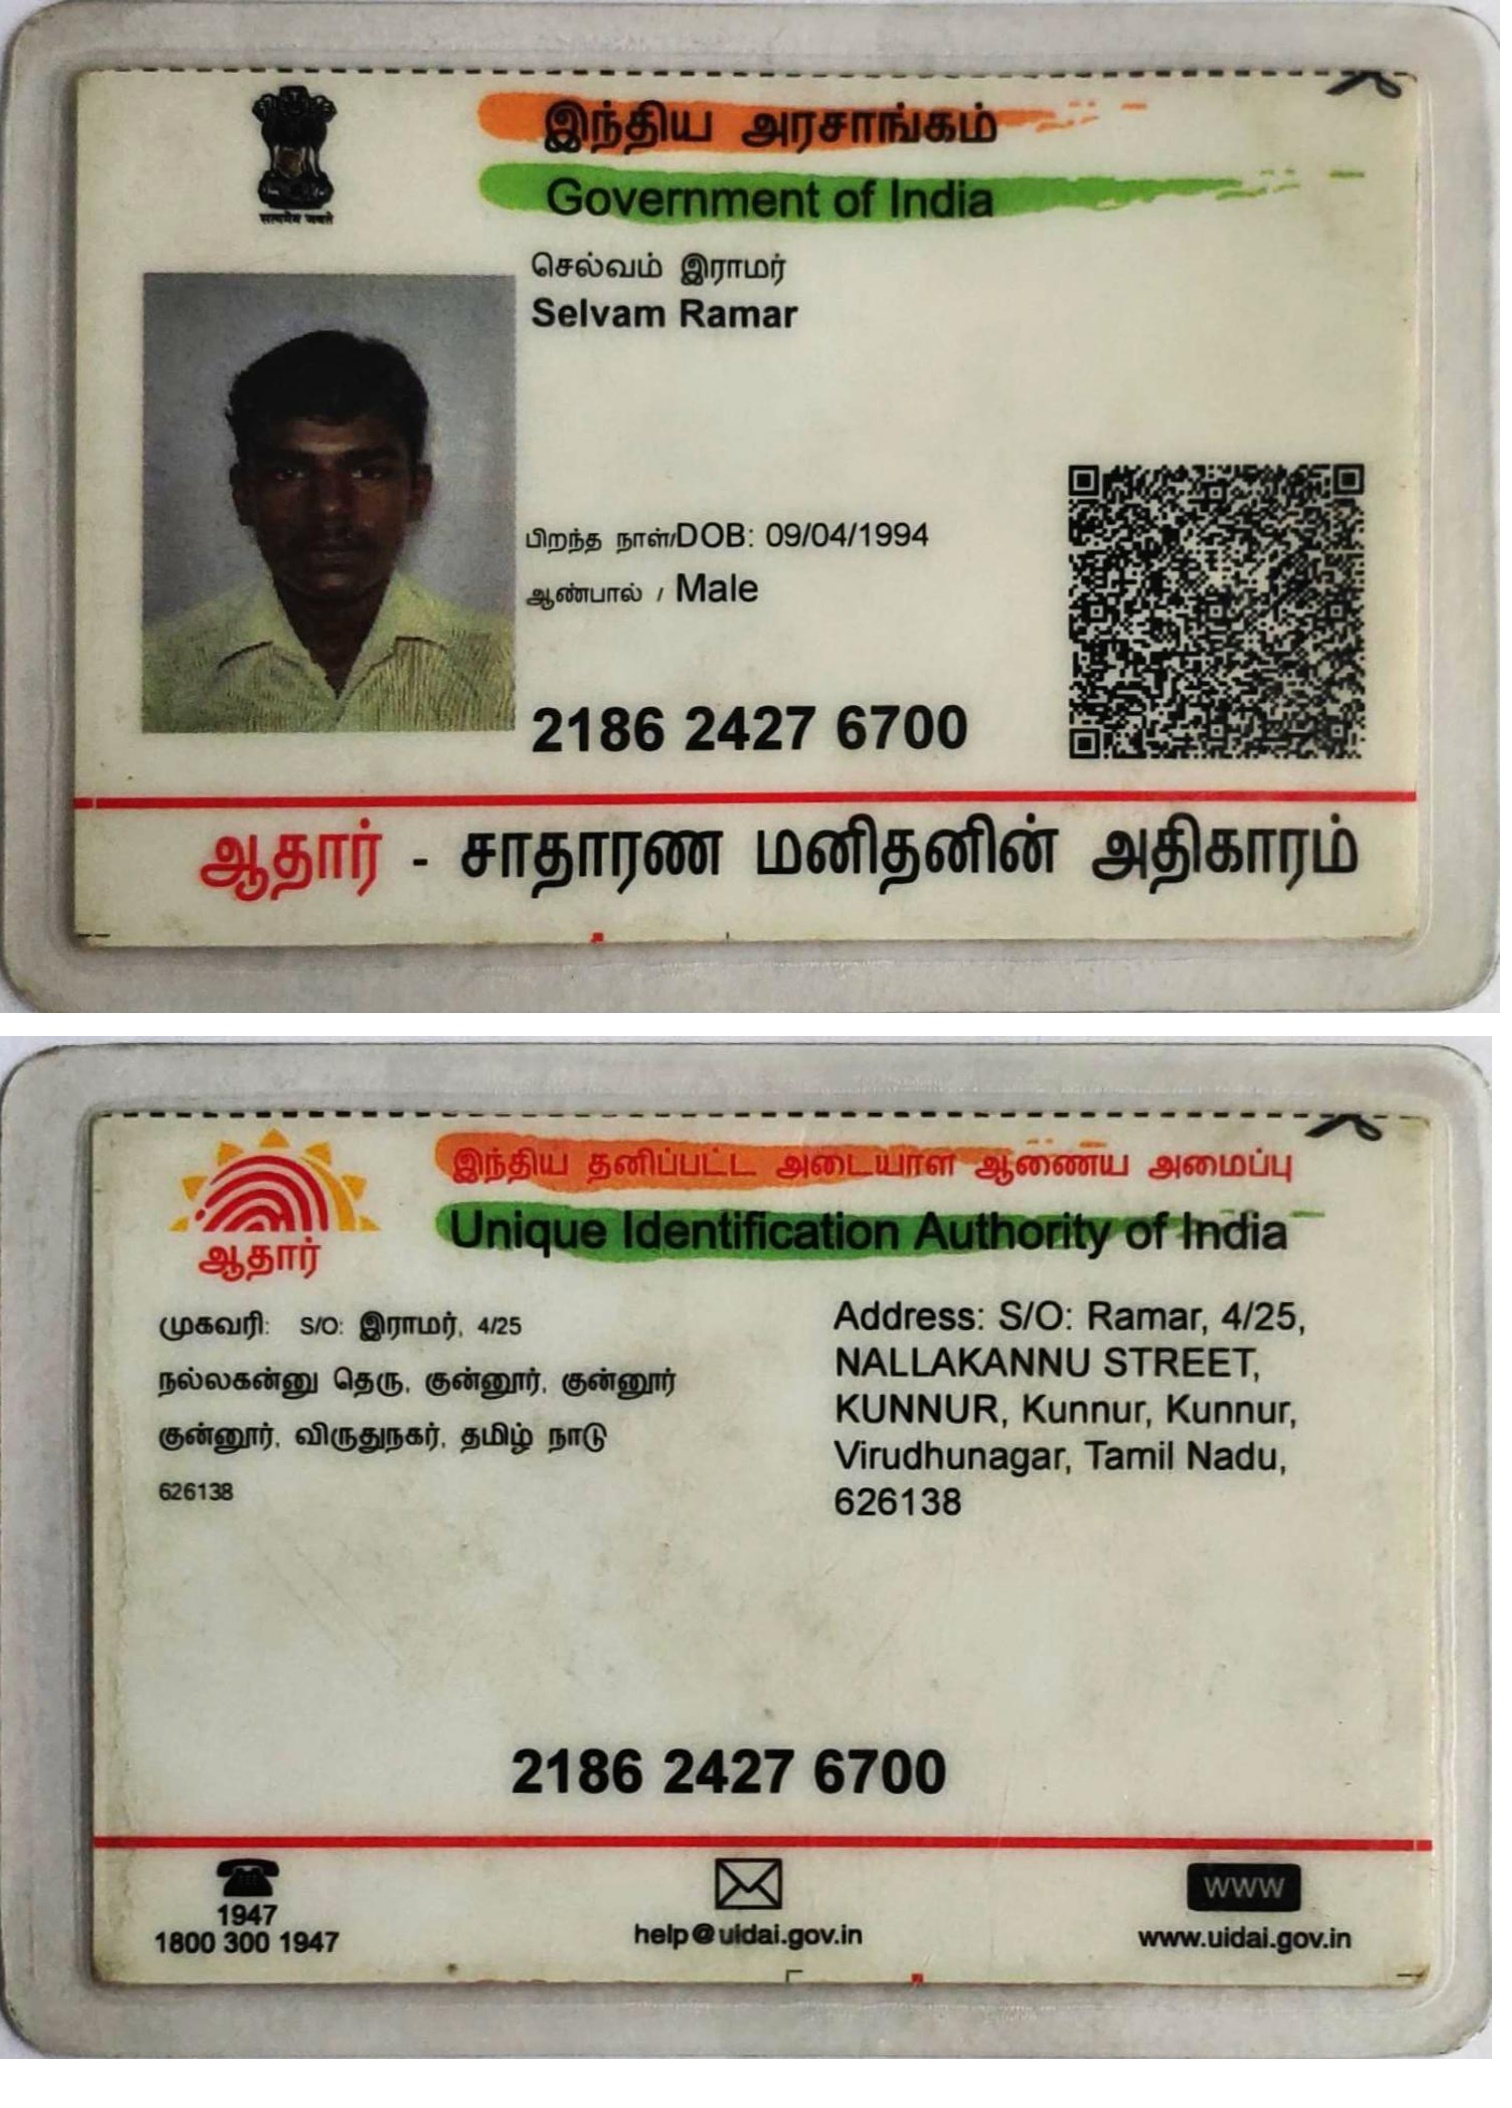 இந்திய அரசாங்கம்
Government of India
सत्यमेव जयते
செல்வம் இராமர்
Selvam Ramar
பிறந்த நாள்/DOB: 09/04/1994
ஆண்பால் / Male
2186 2427 6700
ஆதார் - சாதாரண மனிதனின் அதிகாரம்
இந்திய தனிப்பட்ட அடையாள ஆணைய அமைப்பு
Unique Identification Authority of India
ஆதார்
முகவரி: S/O: இராமர், 4/25
நல்லகன்னு தெரு, குன்னூர், குன்னூர்
குன்னூர், விருதுநகர், தமிழ் நாடு
626138
Address: S/O: Ramar, 4/25,
NALLAKANNU STREET,
KUNNUR, Kunnur, Kunnur,
Virudhunagar, Tamil Nadu,
626138
2186 2427 6700
1947
1800 300 1947
help@uidai.gov.in
www
www.uidai.gov.in